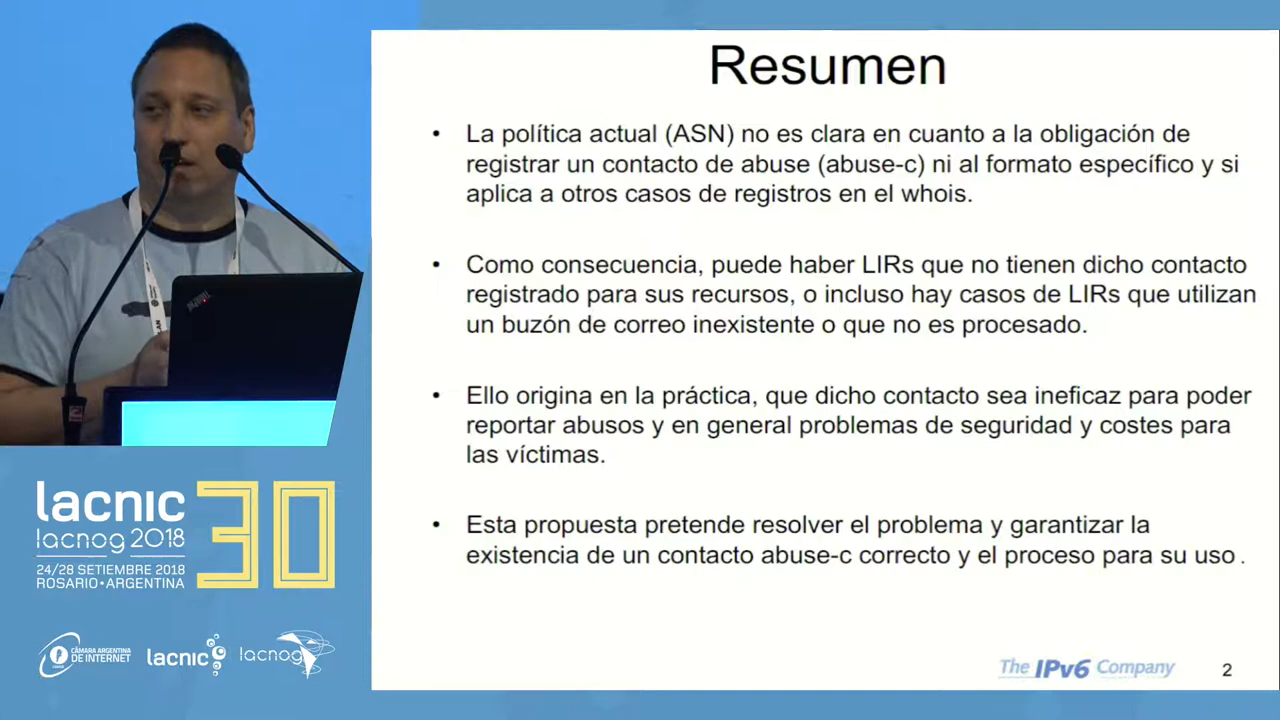 Resumen
• La política actual (ASN) no es clara en cuanto a la obligación de
registrar un contacto de abuse (abuse-c) ni al formato específico y si
aplica a otros casos de registros en el whois.
• Como consecuencia, puede haber LIRs que no tienen dicho contacto
registrado para sus recursos, o incluso hay casos de LIRs que utilizan
un buzón de correo inexistente o que no es procesado.
• Ello origina en la práctica, que dicho contacto sea ineficaz para poder
reportar abusos y en general problemas de seguridad y costes para
las víctimas.
• Esta propuesta pretende resolver el problema y garantizar la
existencia de un contacto abuse-c correcto y el proceso para su uso .
The IPv6 Company
2
ThinkPad
lacnic 30
lacnog 2018
24/28 SETIEMBRE 2018
ROSARIO•ARGENTINA
CÁMARA ARGENTINA
DE INTERNET
lacnic
lacnog